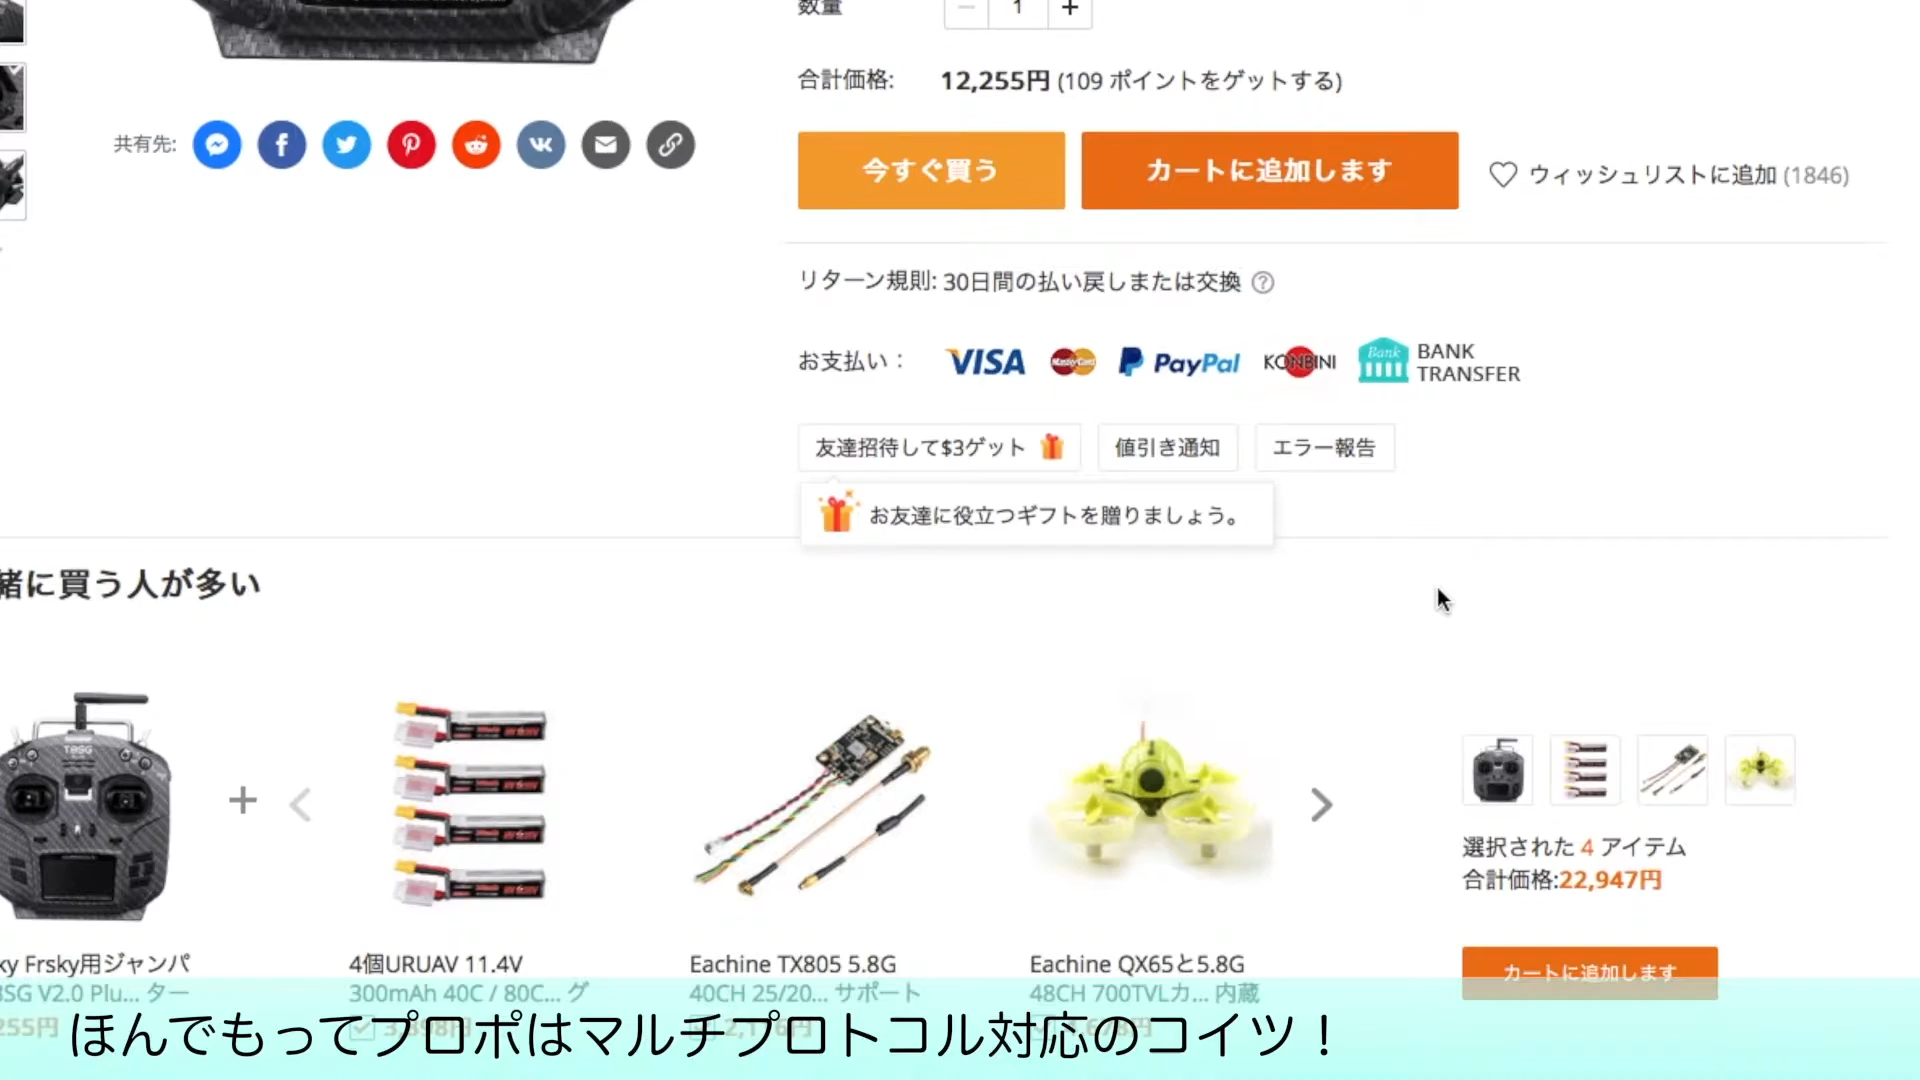 数量
1
合計価格: 12,255円 (109 ポイントをゲットする)
共有先:
今すぐ買う
カートに追加します
ウィッシュリストに追加 (1846)
リターン規則: 30日間の払い戻しまたは交換
お支払い： VISA MasterCard PayPal KONBINI Bank BANK TRANSFER
友達招待して$3ゲット
値引き通知
エラー報告
お友達に役立つギフトを贈りましょう。
緒に買う人が多い
T8SG
選択された 4 アイテム
合計価格:22,947円
カートに追加します
ky Frsky用ジャンパ
8SG V2.0 Plu... ター
255円
4個URUAV 11.4V
300mAh 40C / 80C... グ
Eachine TX805 5.8G
40CH 25/20... サポート
Eachine QX65と5.8G
48CH 700TVLカ... 内蔵
ほんでもってプロポはマルチプロトコル対応のコイツ！